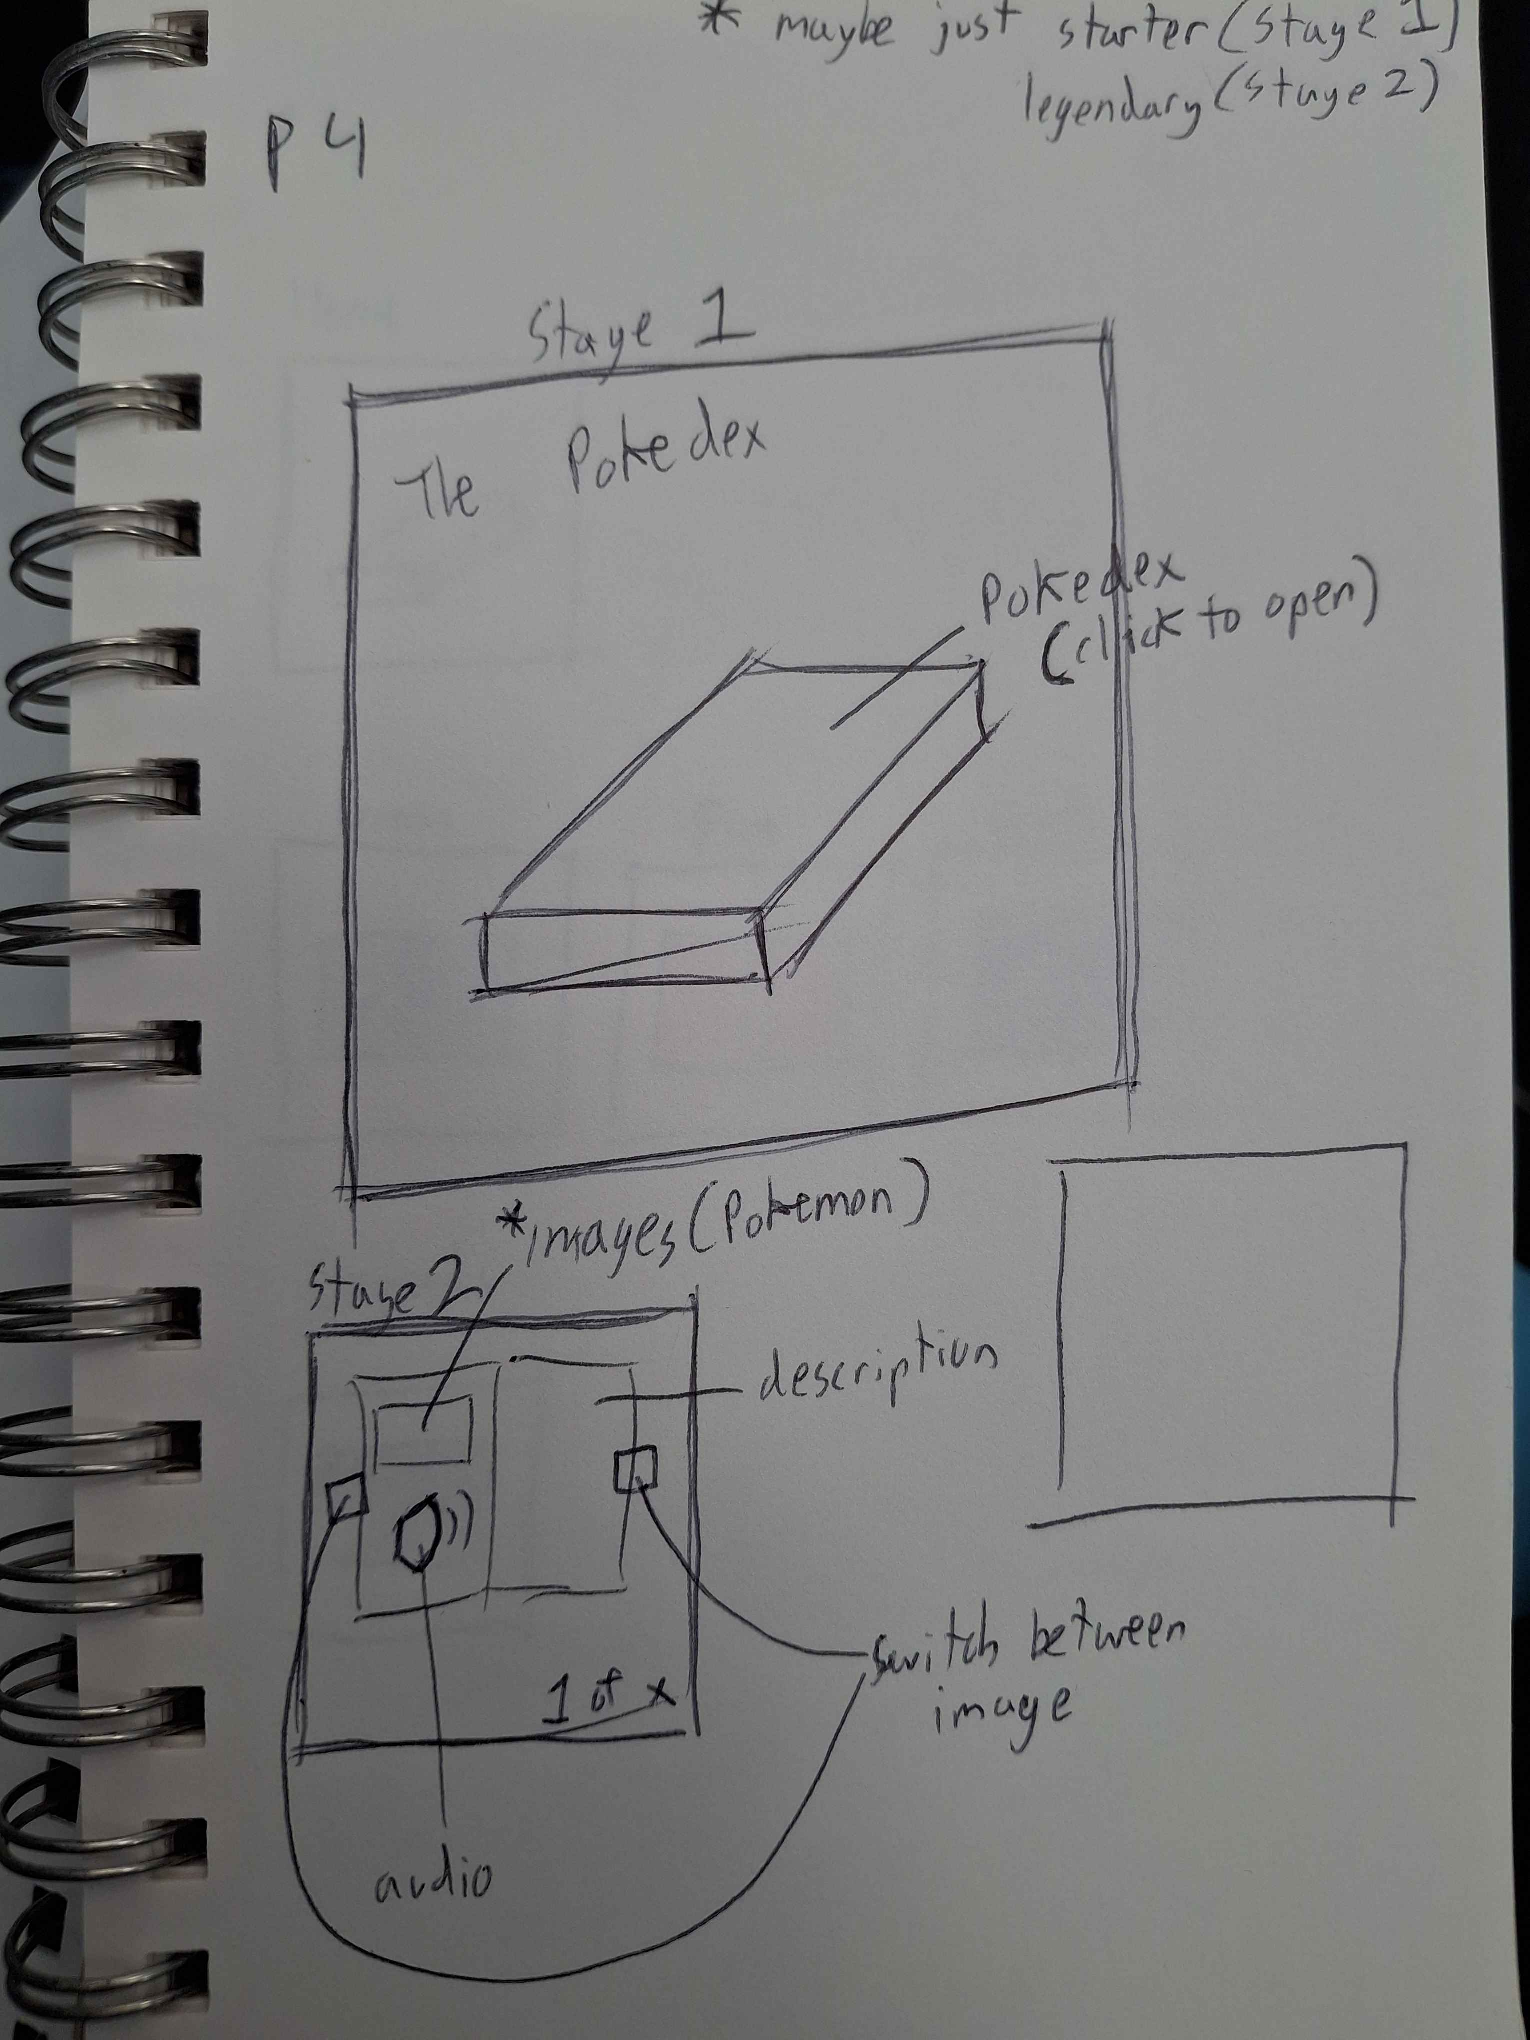 * maybe just starter (Stage 1)
legendary (Stage 2)
P 4
Stage 1
The Pokedex
Pokedex
(click to open)
*images (Pokemon)
Stage 2
description
switch between
image
1 of x
audio